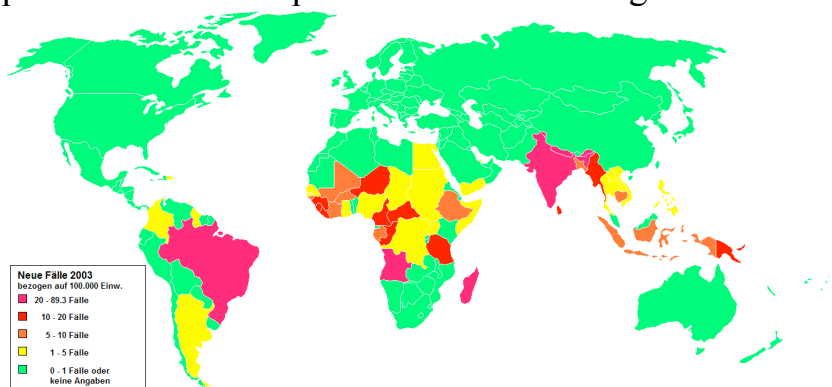 Neue Fälle 2003
bezogen auf 100.000 Einw.
20 - 89.3 Fälle
10 - 20 Fälle
5 - 10 Fälle
1 - 5 Fälle
0 - 1 Fälle oder
keine Angaben